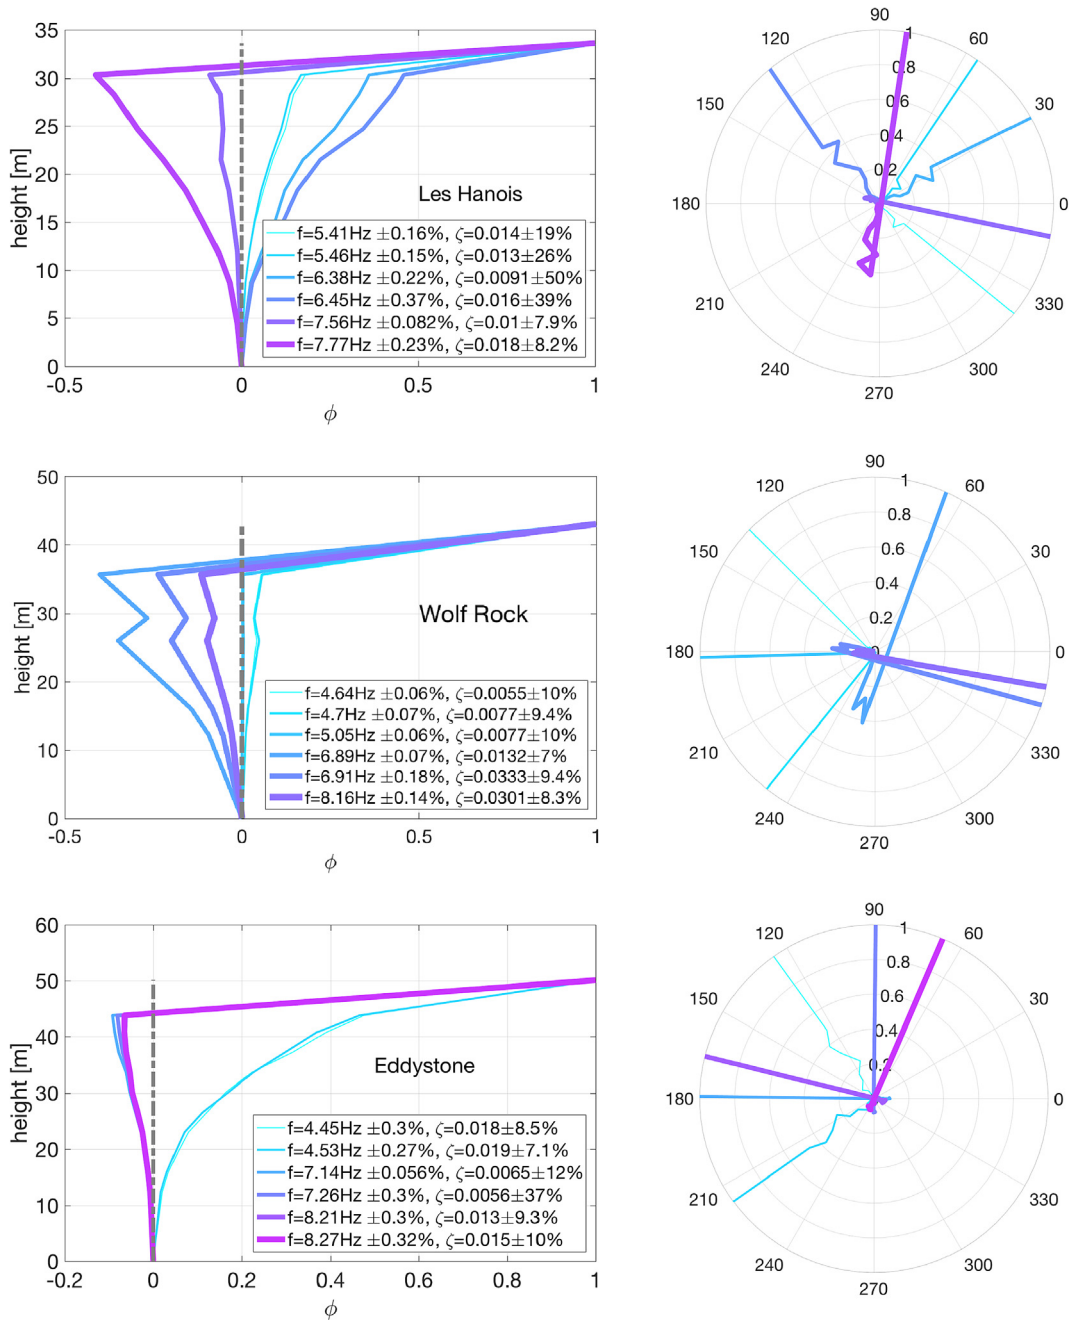 35
30
25
20
15
10
5
0
height [m]
Les Hanois
f=5.41Hz ±0.16%, ζ=0.014±19%
f=5.46Hz ±0.15%, ζ=0.013±26%
f=6.38Hz ±0.22%, ζ=0.0091±50%
f=6.45Hz ±0.37%, ζ=0.016±39%
f=7.56Hz ±0.082%, ζ=0.01±7.9%
f=7.77Hz ±0.23%, ζ=0.018±8.2%
-0.5 0 0.5 1
ϕ
90
120 1 60
0.8
150 0.6 30
0.4
0.2
180 0
210 330
240 300
270
50
40
30
20
10
0
height [m]
Wolf Rock
f=4.64Hz ±0.06%, ζ=0.0055±10%
f=4.7Hz ±0.07%, ζ=0.0077±9.4%
f=5.05Hz ±0.06%, ζ=0.0077±10%
f=6.89Hz ±0.07%, ζ=0.0132±7%
f=6.91Hz ±0.18%, ζ=0.0333±9.4%
f=8.16Hz ±0.14%, ζ=0.0301±8.3%
-0.5 0 0.5 1
ϕ
90
120 1 60
0.8
150 0.6 30
0.4
0.2
180 0 0
210 330
240 300
270
60
50
40
30
20
10
0
height [m]
Eddystone
f=4.45Hz ±0.3%, ζ=0.018±8.5%
f=4.53Hz ±0.27%, ζ=0.019±7.1%
f=7.14Hz ±0.056%, ζ=0.0065±12%
f=7.26Hz ±0.3%, ζ=0.0056±37%
f=8.21Hz ±0.3%, ζ=0.013±9.3%
f=8.27Hz ±0.32%, ζ=0.015±10%
-0.2 0 0.2 0.4 0.6 0.8 1
ϕ
90
120 1 60
0.8
150 0.6 30
0.4
0.2
180 0
210 330
240 300
270